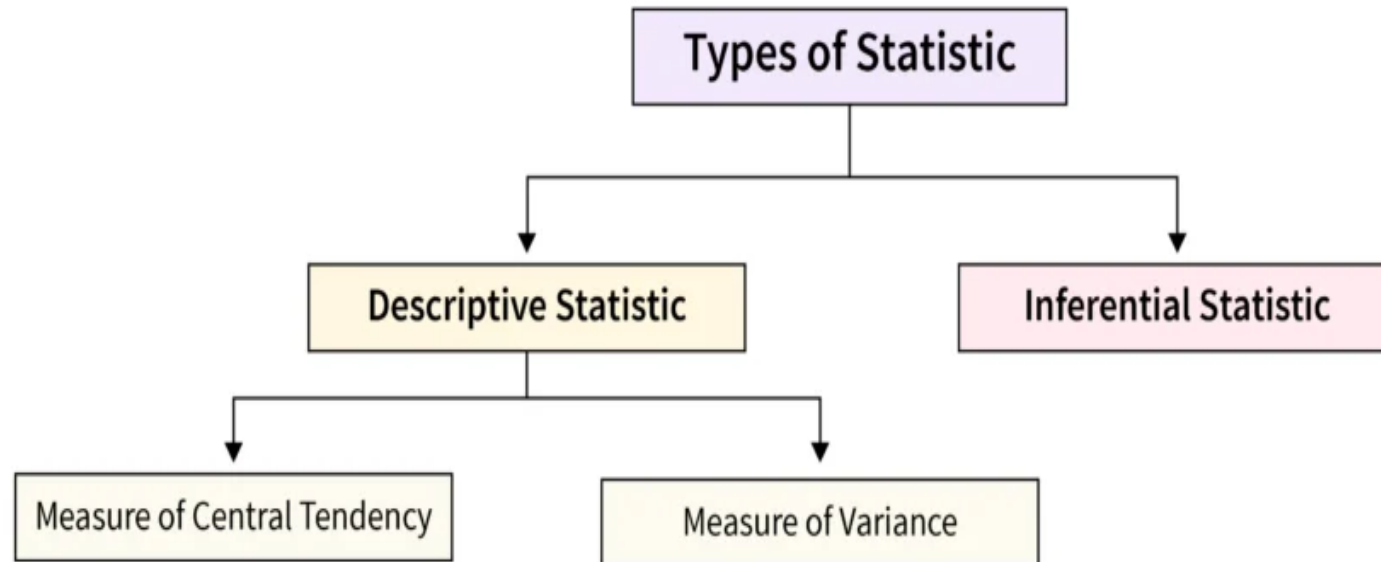 Types of Statistic
Descriptive Statistic
Inferential Statistic
Measure of Central Tendency
Measure of Variance